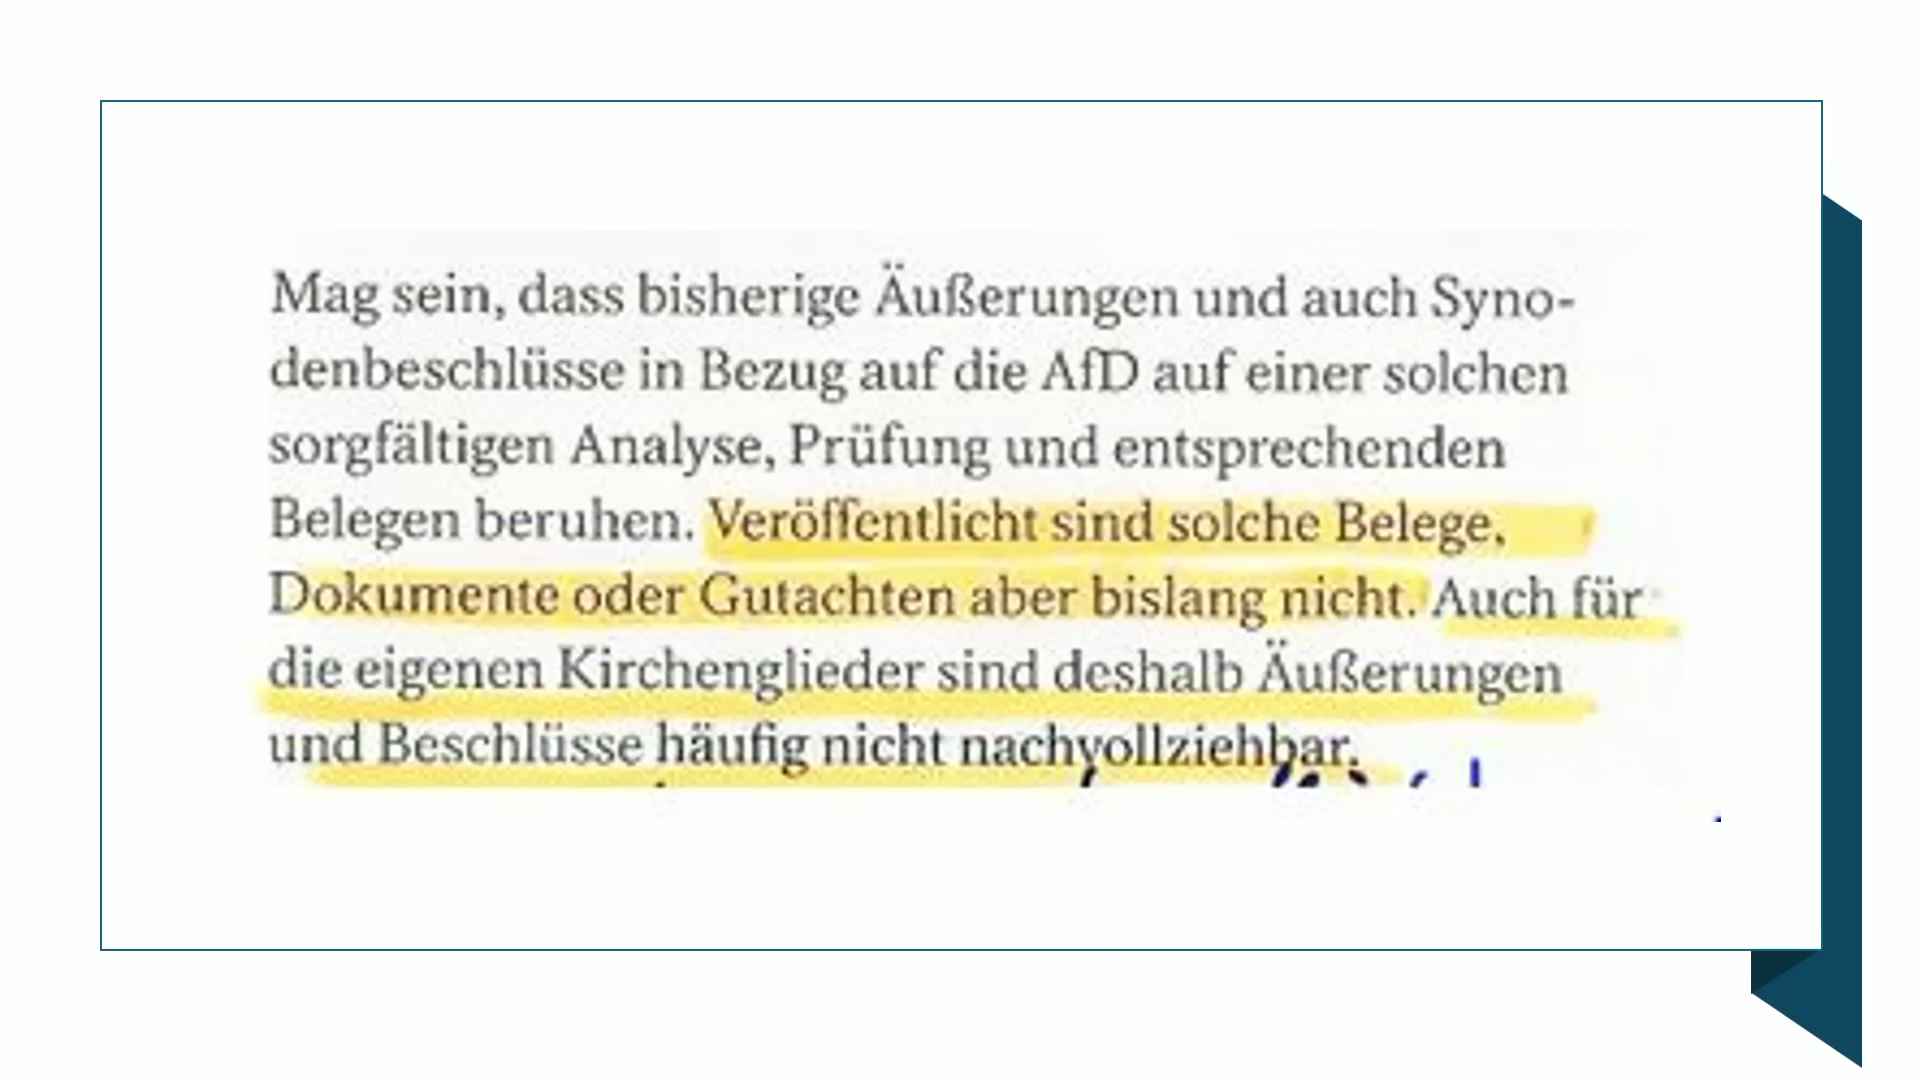 Mag sein, dass bisherige Äußerungen und auch Syno-
denbeschlüsse in Bezug auf die AfD auf einer solchen
sorgfältigen Analyse, Prüfung und entsprechenden
Belegen beruhen. Veröffentlicht sind solche Belege,
Dokumente oder Gutachten aber bislang nicht. Auch für
die eigenen Kirchenglieder sind deshalb Äußerungen
und Beschlüsse häufig nicht nachvollziehbar.